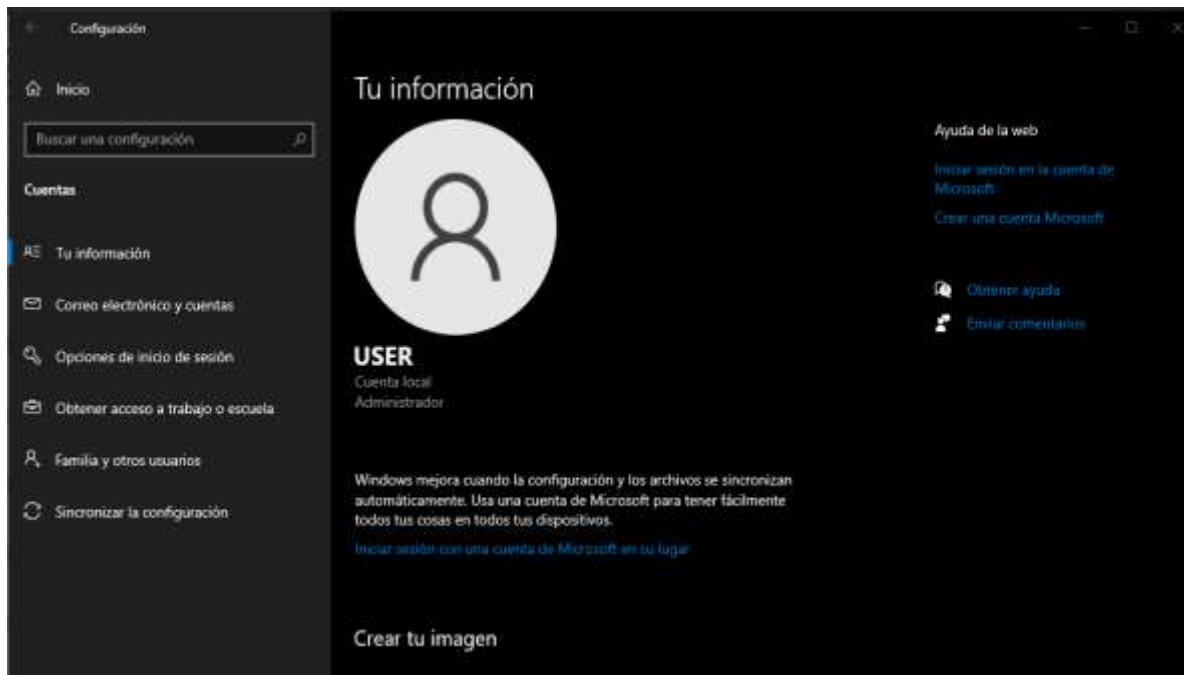 Configuración
Inicio
Buscar una configuración
Cuentas
Tu información
Correo electrónico y cuentas
Opciones de inicio de sesión
Obtener acceso a trabajo o escuela
Familia y otros usuarios
Sincronizar la configuración
Tu información
USER
Cuenta local
Administrador
Windows mejora cuando la configuración y los archivos se sincronizan
automáticamente. Usa una cuenta de Microsoft para tener fácilmente
todos tus cosas en todos tus dispositivos.
Iniciar sesión con una cuenta de Microsoft en su lugar
Crear tu imagen
Ayuda de la web
Iniciar sesión en la cuenta de
Microsoft
Crear una cuenta Microsoft
Obtener ayuda
Enviar comentarios